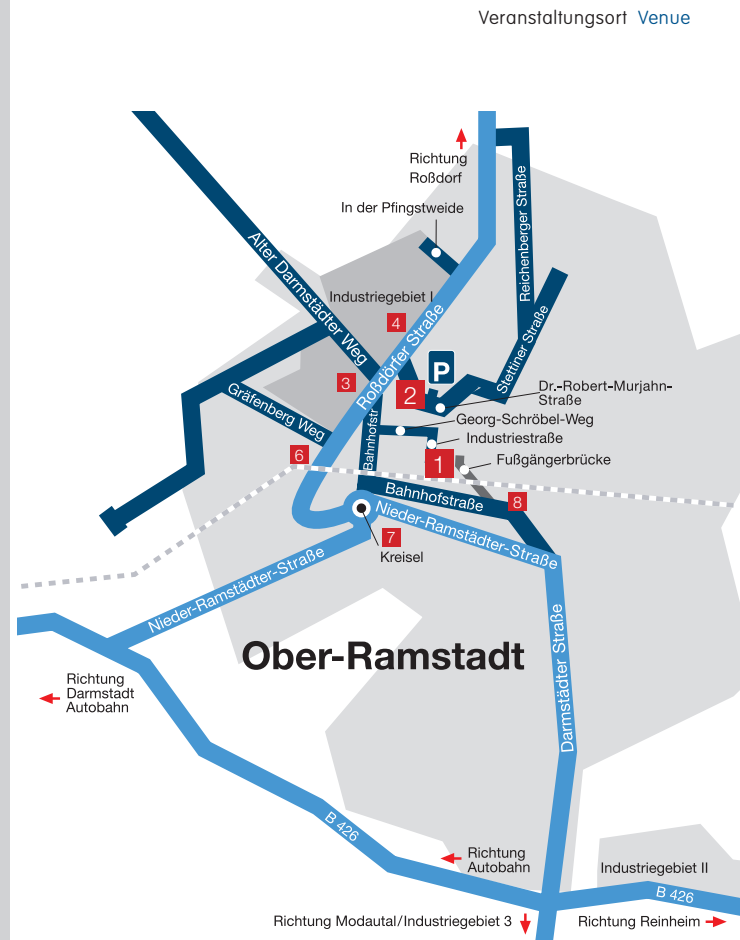 Veranstaltungsort Venue
Richtung
Roßdorf
In der Pfingstweide
Reichenberger Straße
Alter Darmstädter Weg
Industriegebiet I
4
Roßdörfer Straße
Stettiner Straße
P
3
2
Dr.-Robert-Murjahn-
Straße
Gräfenberg Weg
Georg-Schröbel-Weg
Bahnhofstr
Industriestraße
6
1
Fußgängerbrücke
Bahnhofstraße
8
Nieder-Ramstädter-Straße
7
Kreisel
Nieder-Ramstädter-Straße
Ober-Ramstadt
Darmstädter Straße
Richtung
Darmstadt
Autobahn
B 426
Richtung
Autobahn
Industriegebiet II
B 426
Richtung Modautal/Industriegebiet 3
Richtung Reinheim